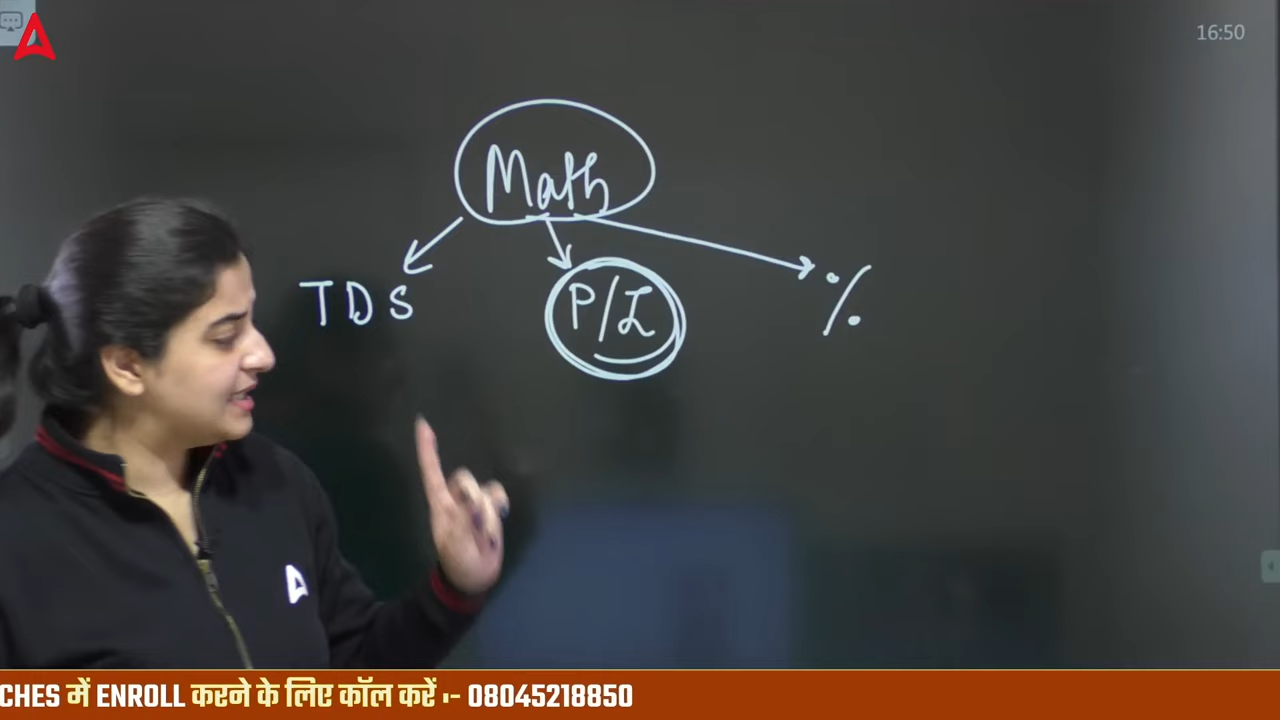 16:50
Math
TDS P/L %
CHES में ENROLL करने के लिए कॉल करें :- 08045218850